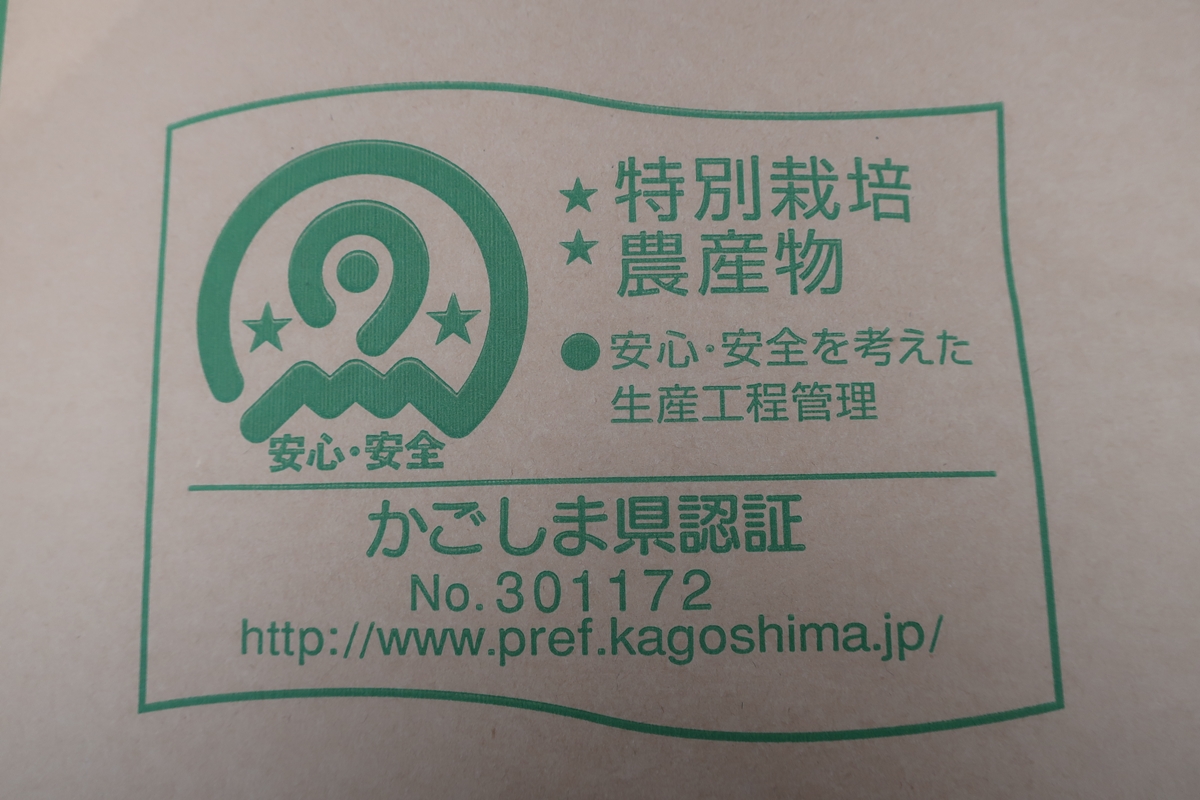 ★ 特別栽培
★ 農産物
●安心・安全を考えた
生産工程管理
安心・安全
かごしま県認証
No.301172
http://www.pref.kagoshima.jp/